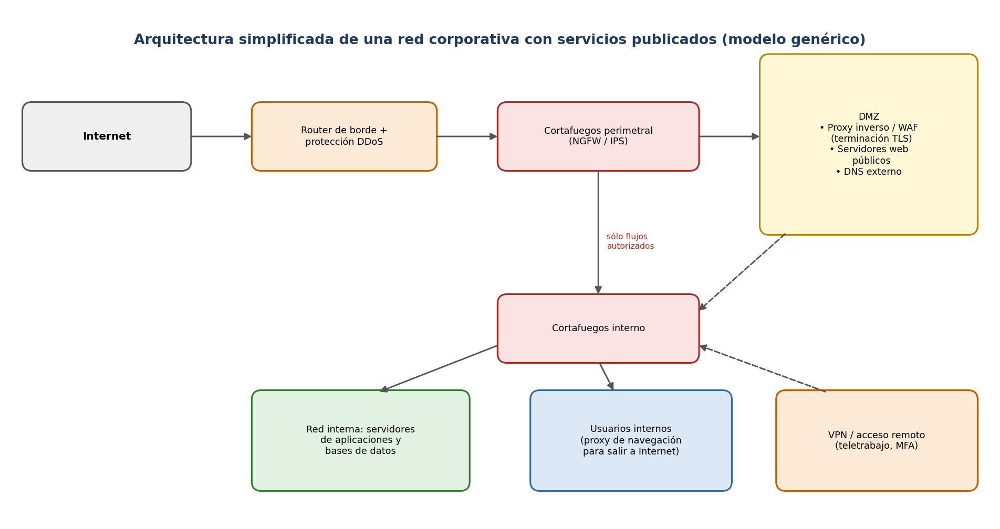 Arquitectura simplificada de una red corporativa con servicios publicados (modelo genérico)
Internet
Router de borde +
protección DDoS
Cortafuegos perimetral
(NGFW / IPS)
DMZ
• Proxy inverso / WAF
(terminación TLS)
• Servidores web
públicos
• DNS externo
sólo flujos
autorizados
Cortafuegos interno
Red interna: servidores
de aplicaciones y
bases de datos
Usuarios internos
(proxy de navegación
para salir a Internet)
VPN / acceso remoto
(teletrabajo, MFA)